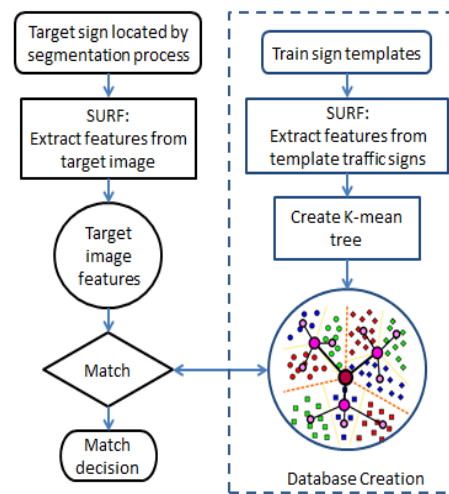 Target sign located by
segmentation process
SURF:
Extract features from
target image
Target
image
features
Match
Match
decision
Train sign templates
SURF:
Extract features from
template traffic signs
Create K-mean
tree
Database Creation